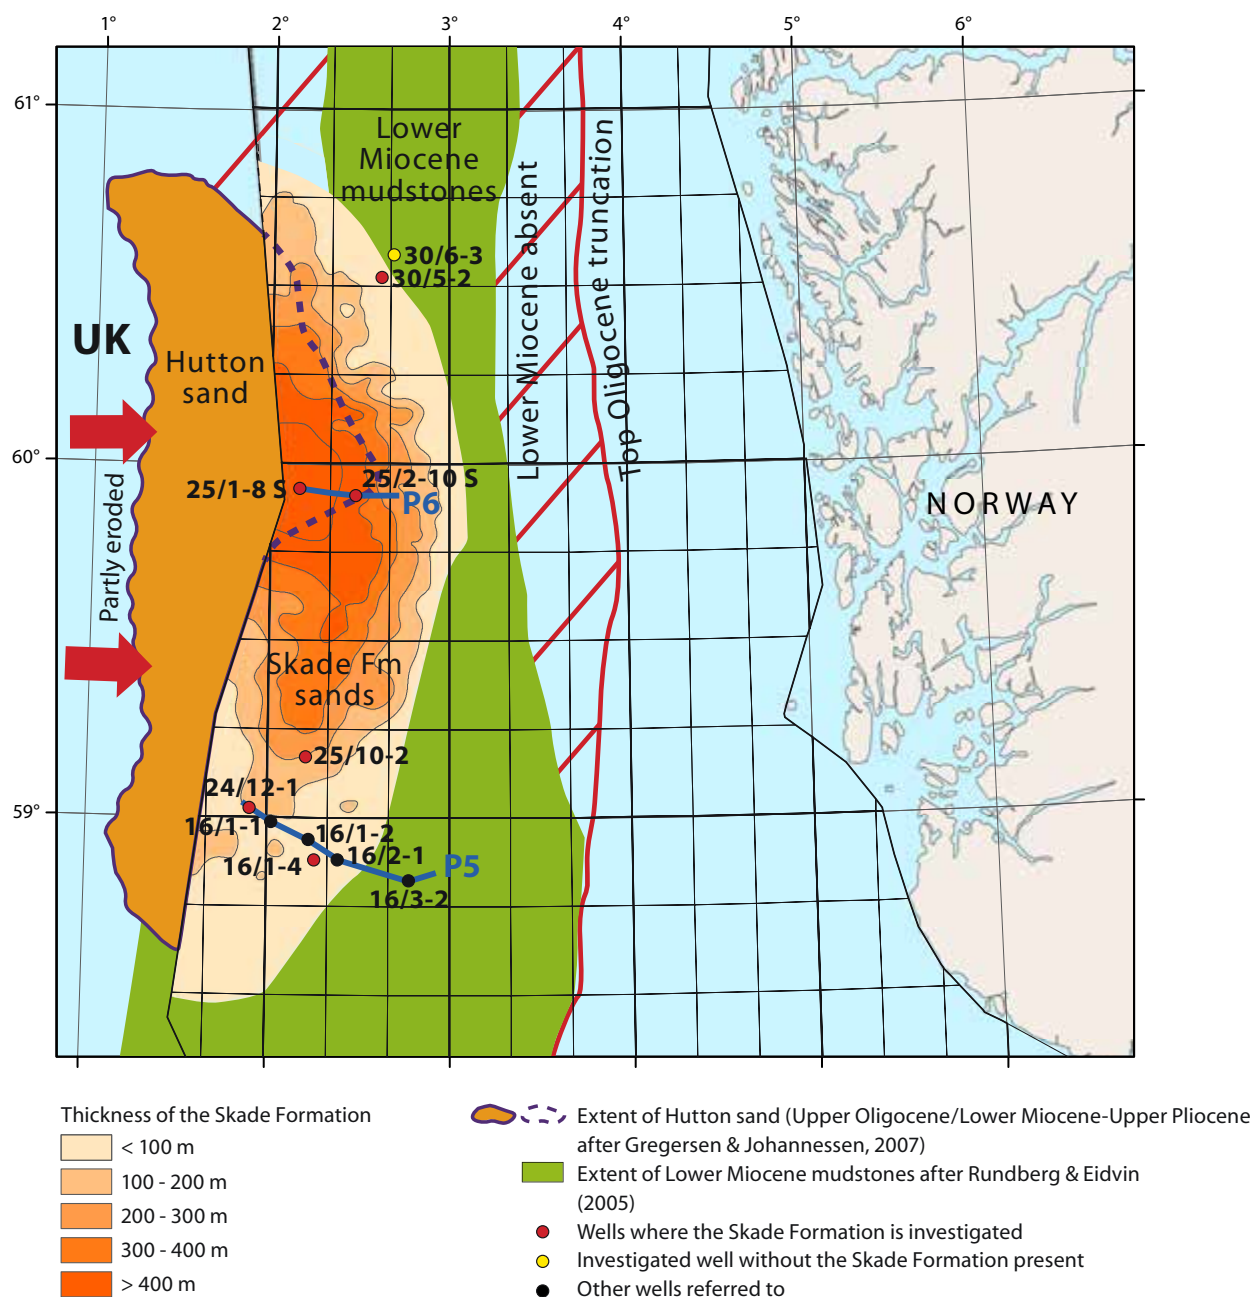 1°
2°
3°
4°
5°
6°
61°
60°
59°
Lower
Miocene
mudstones
Lower Miocene absent
Top Oligocene truncation
30/6-3
30/5-2
UK
Hutton
sand
Partly eroded
25/1-8 S
25/2-10 S
P6
NORWAY
Skade Fm
sands
25/10-2
24/12-1
16/1-1
16/1-2
16/2-1
16/1-4
P5
16/3-2
Thickness of the Skade Formation
< 100 m
100 - 200 m
200 - 300 m
300 - 400 m
> 400 m
Extent of Hutton sand (Upper Oligocene/Lower Miocene-Upper Pliocene
after Gregersen & Johannessen, 2007)
Extent of Lower Miocene mudstones after Rundberg & Eidvin
(2005)
Wells where the Skade Formation is investigated
Investigated well without the Skade Formation present
Other wells referred to